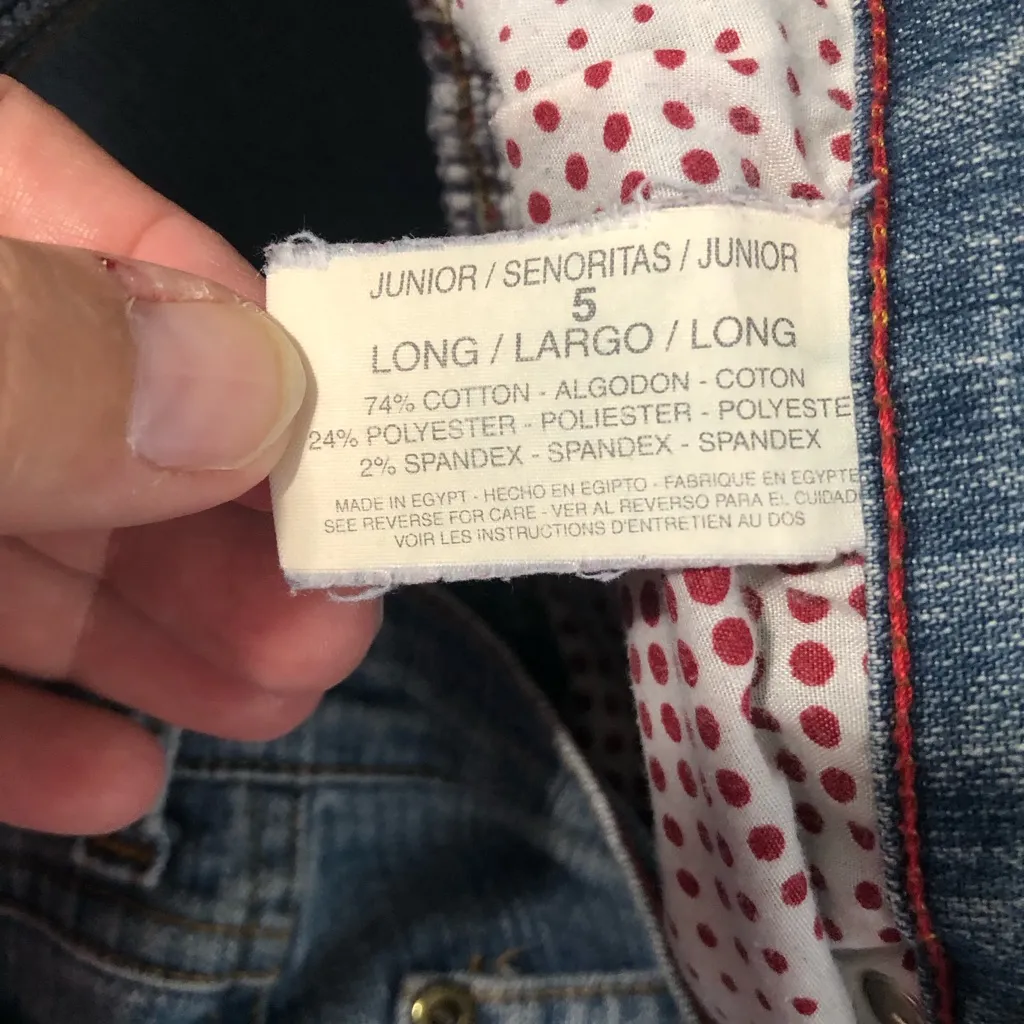 JUNIOR / SENORITAS / JUNIOR
5
LONG / LARGO / LONG
74% COTTON - ALGODON - COTON
24% POLYESTER - POLIESTER - POLYESTE
2% SPANDEX - SPANDEX - SPANDEX
MADE IN EGYPT - HECHO EN EGIPTO - FABRIQUE EN EGYPTE
SEE REVERSE FOR CARE - VER AL REVERSO PARA EL CUIDAD
VOIR LES INSTRUCTIONS D'ENTRETIEN AU DOS